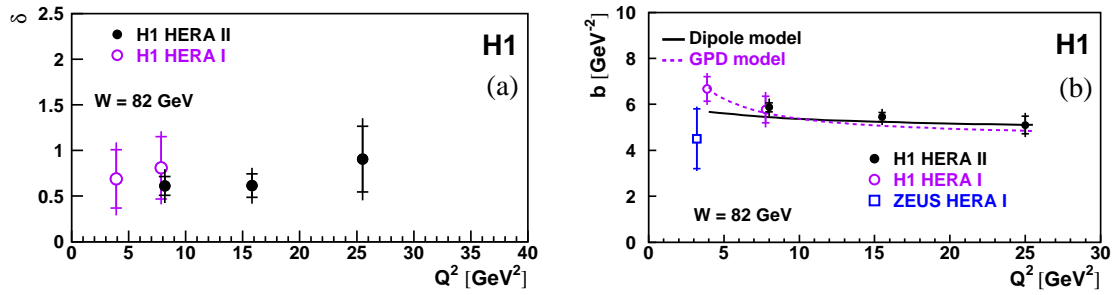 δ
2.5
2
1.5
1
0.5
0
0 5 10 15 20 25 30 35 40
Q² [GeV²]
H1 HERA II
H1 HERA I
W = 82 GeV
H1
(a)
b [GeV⁻²]
10
8
6
4
2
0
0 5 10 15 20 25 30
Q² [GeV²]
Dipole model
GPD model
H1
(b)
H1 HERA II
H1 HERA I
ZEUS HERA I
W = 82 GeV